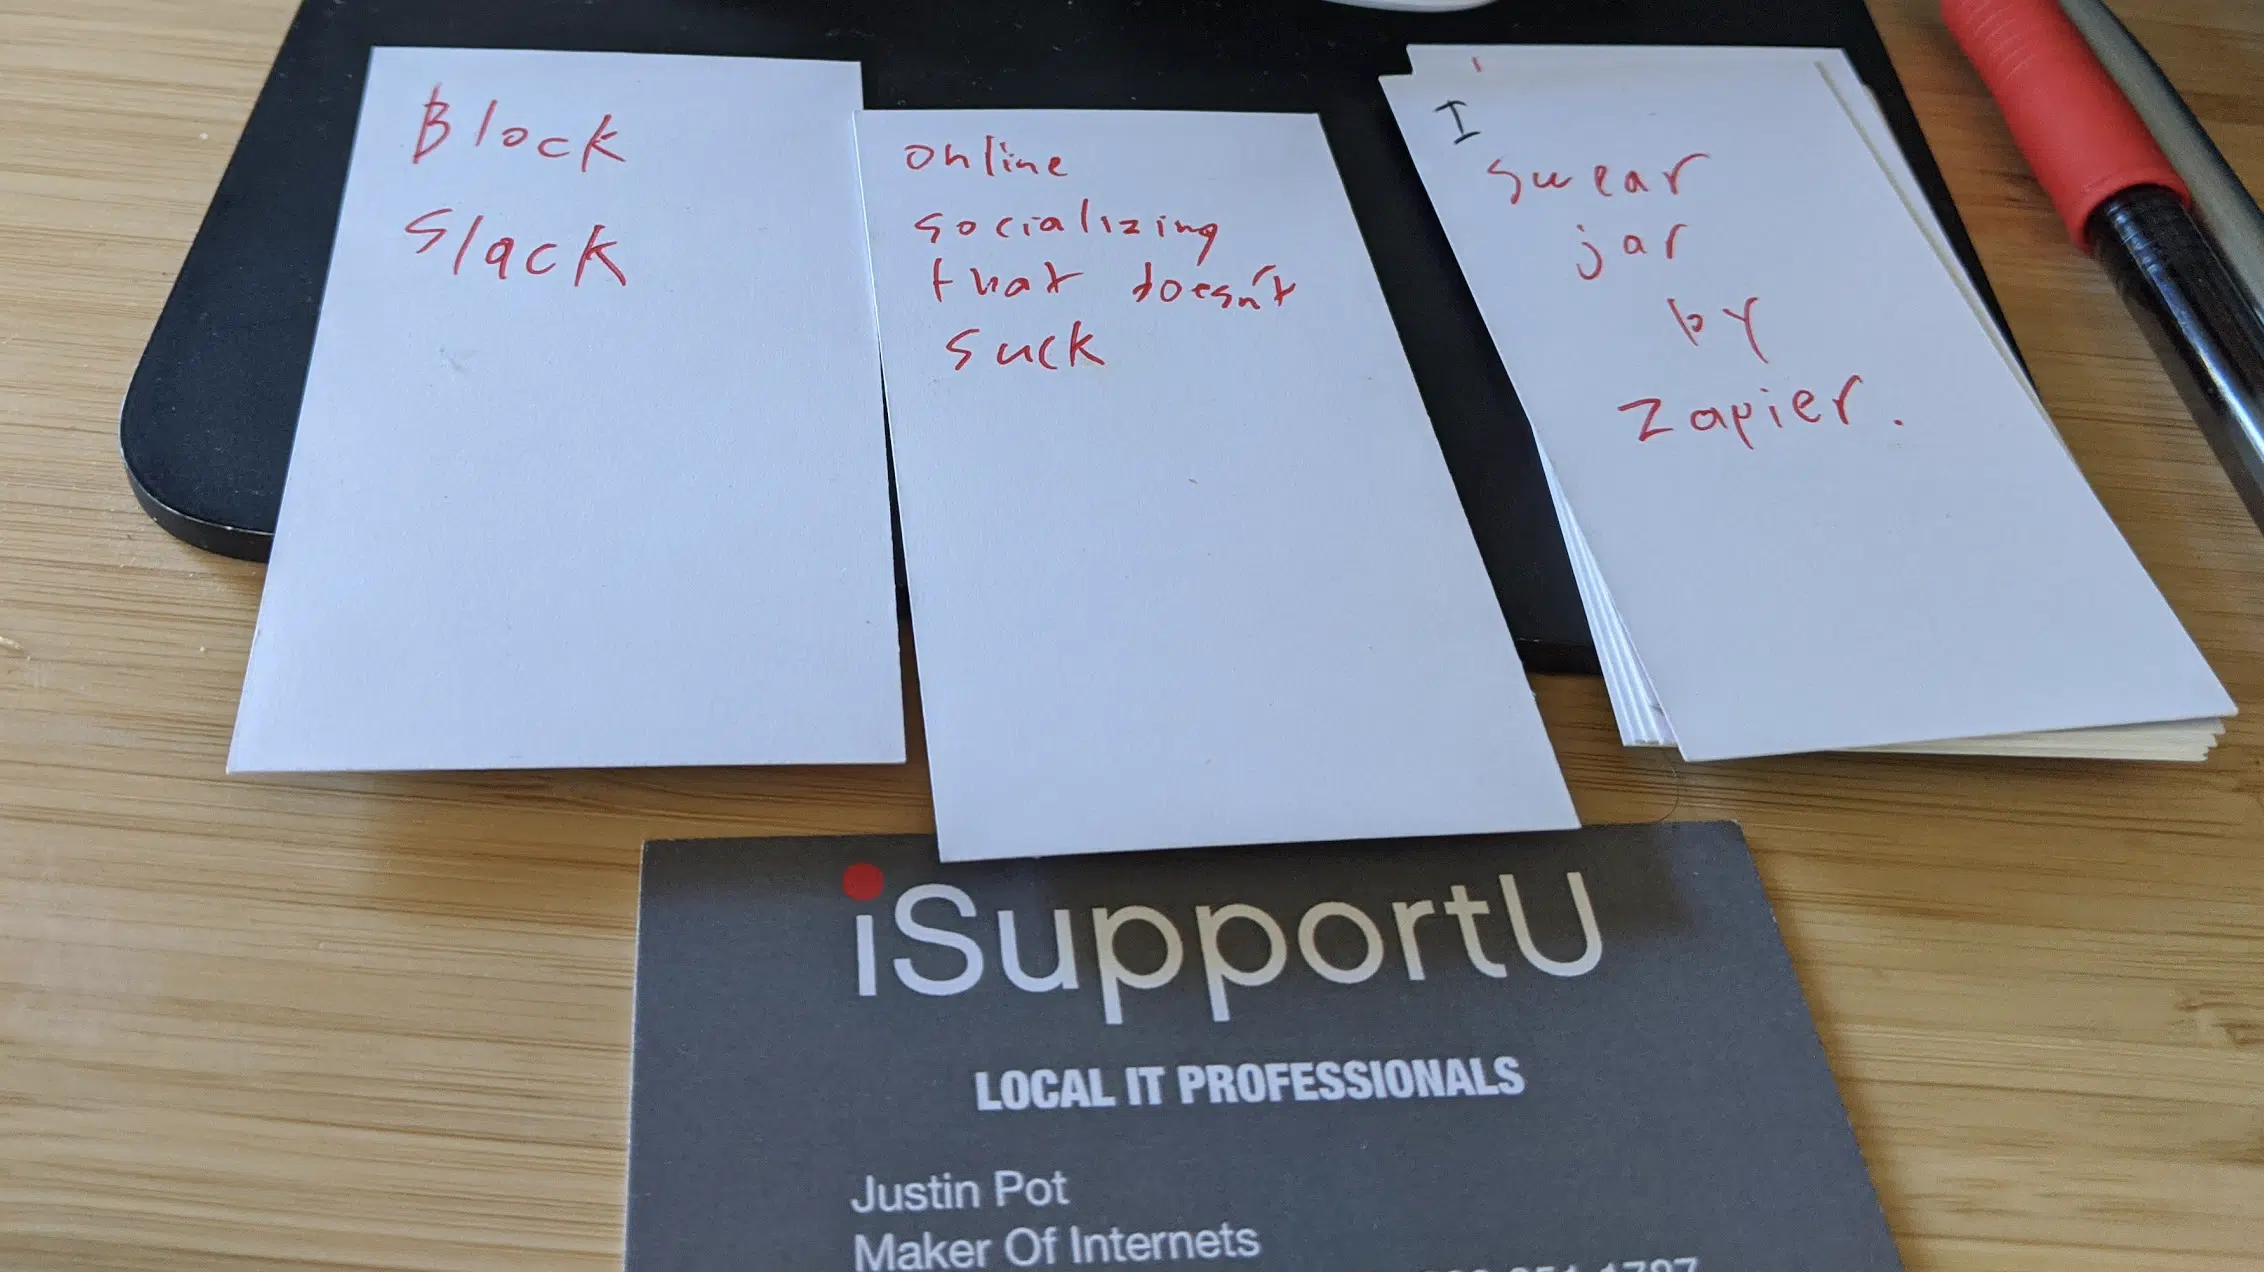 Block
Slack
online
socializing
that doesn't
suck
I
swear
jar
by
Zapier.
iSupportU
LOCAL IT PROFESSIONALS
Justin Pot
Maker Of Internets